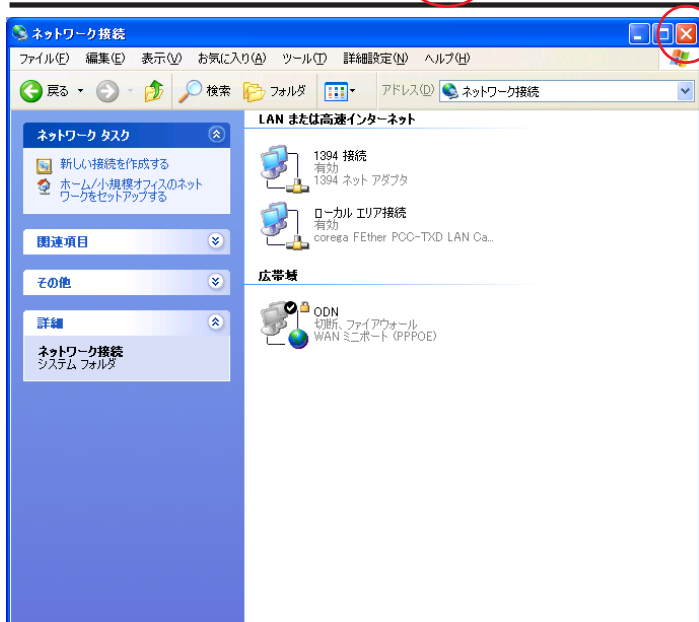 ネットワーク接続
ファイル(F) 編集(E) 表示(V) お気に入り(A) ツール(T) 詳細設定(N) ヘルプ(H)
戻る 検索 フォルダ アドレス(D) ネットワーク接続
ネットワーク タスク
新しい接続を作成する
ホーム/小規模オフィスのネット
ワークをセットアップする
関連項目
その他
詳細
ネットワーク接続
システム フォルダ
LAN または高速インターネット
1394 接続
有効
1394 ネット アダプタ
ローカル エリア接続
有効
corega FEther PCC-TXD LAN Ca...
広帯域
ODN
切断、ファイアウォール
WAN ミニポート (PPPOE)